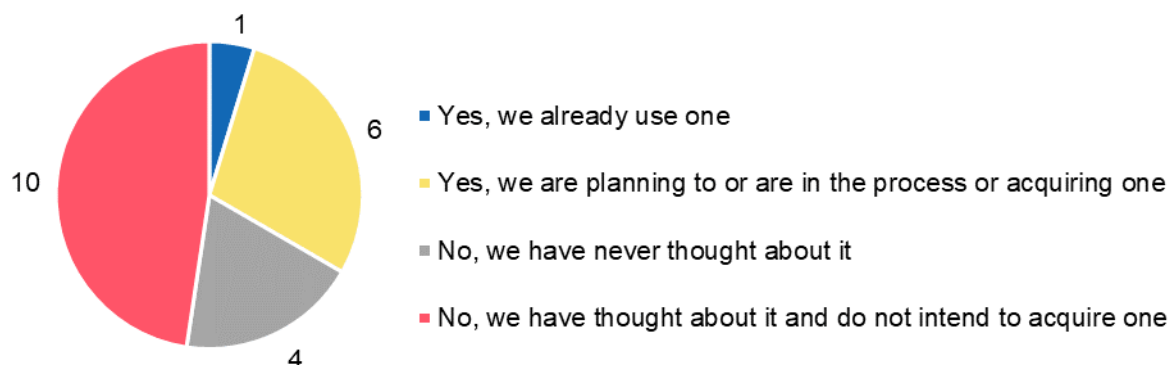 1
6
10
4
Yes, we already use one
Yes, we are planning to or are in the process or acquiring one
No, we have never thought about it
No, we have thought about it and do not intend to acquire one